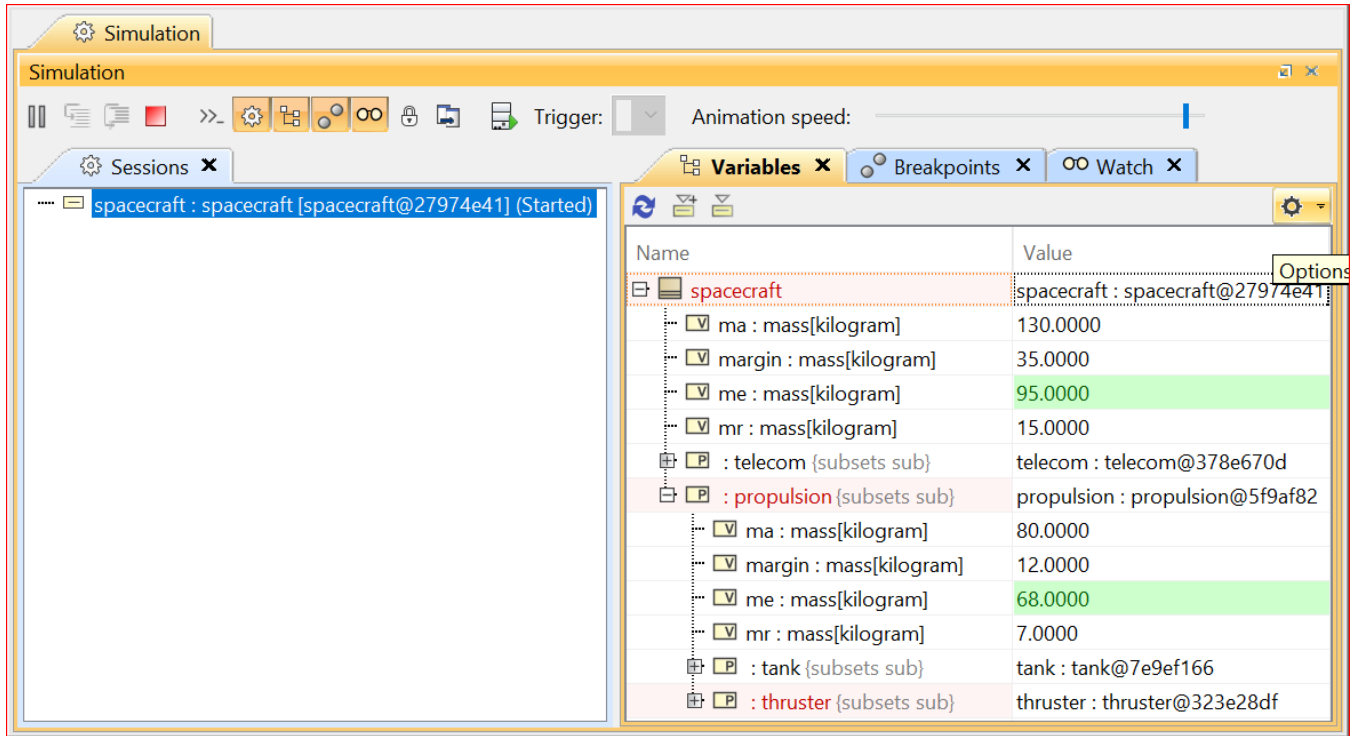 Simulation
Simulation
Trigger:
Animation speed:
Sessions
Variables
Breakpoints
Watch
spacecraft : spacecraft [spacecraft@27974e41] (Started)
Name Value
Options
spacecraft spacecraft : spacecraft@27974e41
V ma : mass[kilogram] 130.0000
V margin : mass[kilogram] 35.0000
V me : mass[kilogram] 95.0000
V mr : mass[kilogram] 15.0000
P : telecom {subsets sub} telecom : telecom@378e670d
P : propulsion {subsets sub} propulsion : propulsion@5f9af82
V ma : mass[kilogram] 80.0000
V margin : mass[kilogram] 12.0000
V me : mass[kilogram] 68.0000
V mr : mass[kilogram] 7.0000
P : tank {subsets sub} tank : tank@7e9ef166
P : thruster {subsets sub} thruster : thruster@323e28df